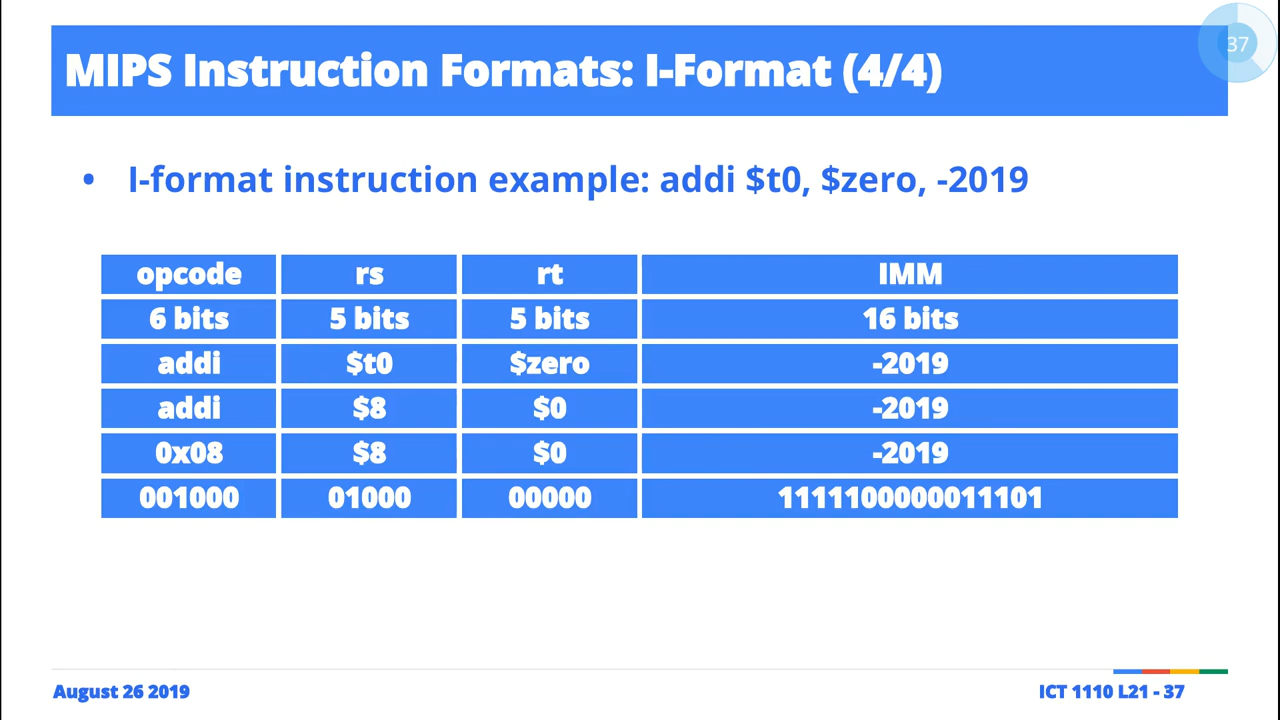 37
MIPS Instruction Formats: I-Format (4/4)
• I-format instruction example: addi $t0, $zero, -2019
opcode rs rt IMM
6 bits 5 bits 5 bits 16 bits
addi $t0 $zero -2019
addi $8 $0 -2019
0x08 $8 $0 -2019
001000 01000 00000 1111100000011101
August 26 2019 ICT 1110 L21 - 37